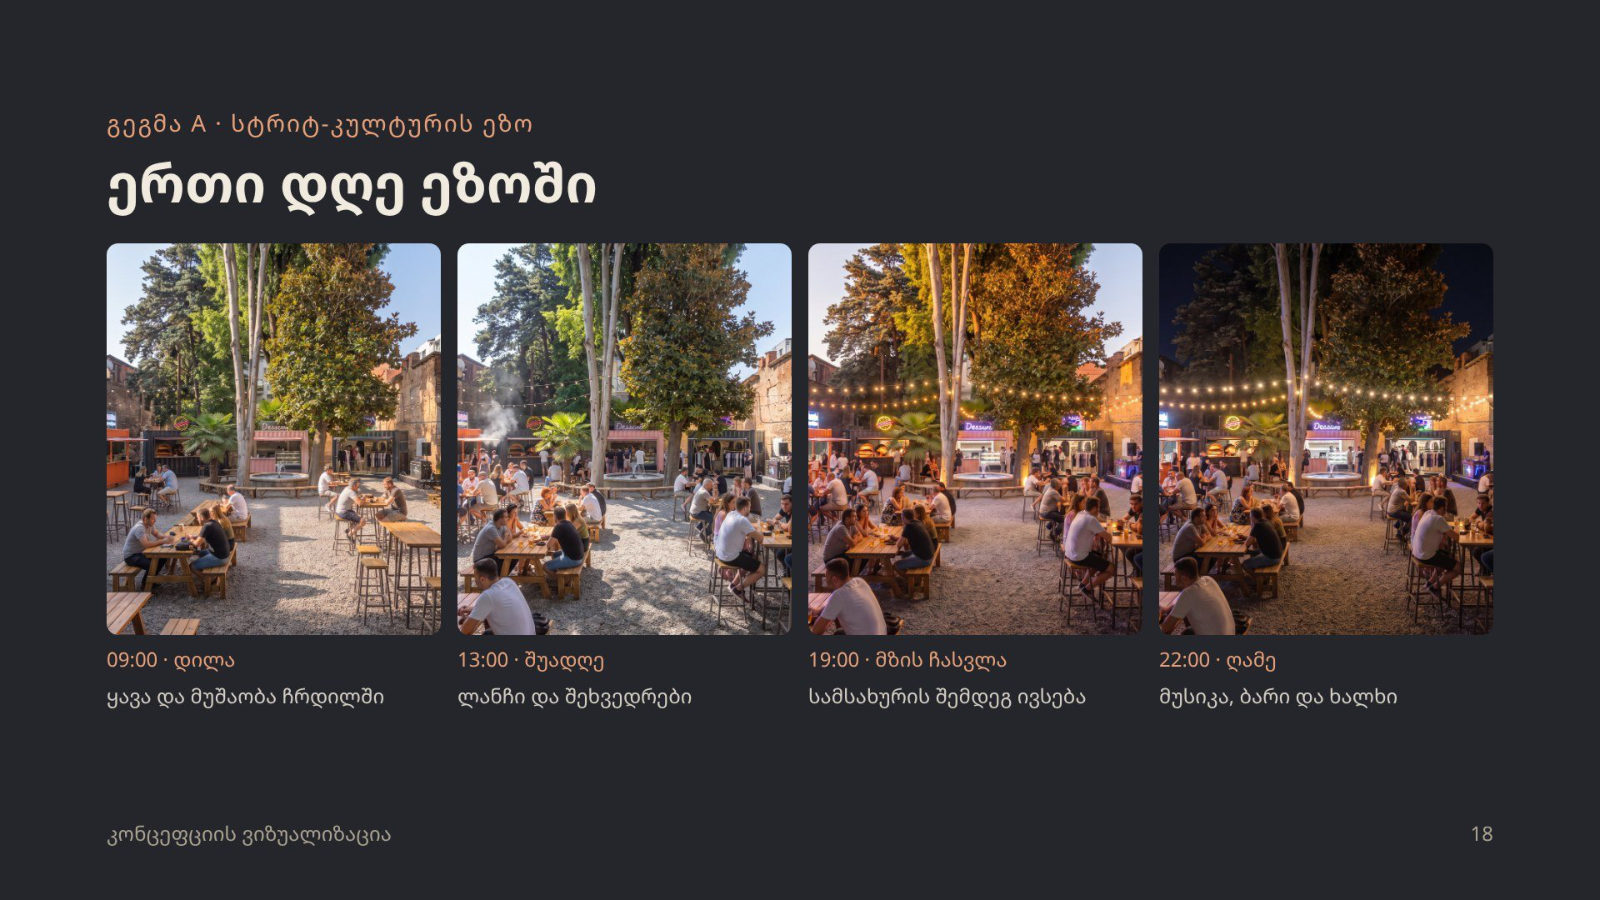 გეგმა A · სტრიტ-კულტურის ეზო
ერთი დღე ეზოში
Dessum
09:00 · დილა
ყავა და მუშაობა ჩრდილში
13:00 · შუადღე
ლანჩი და შეხვედრები
19:00 · მზის ჩასვლა
სამსახურის შემდეგ ივსება
22:00 · ღამე
მუსიკა, ბარი და ხალხი
კონცეფციის ვიზუალიზაცია
18